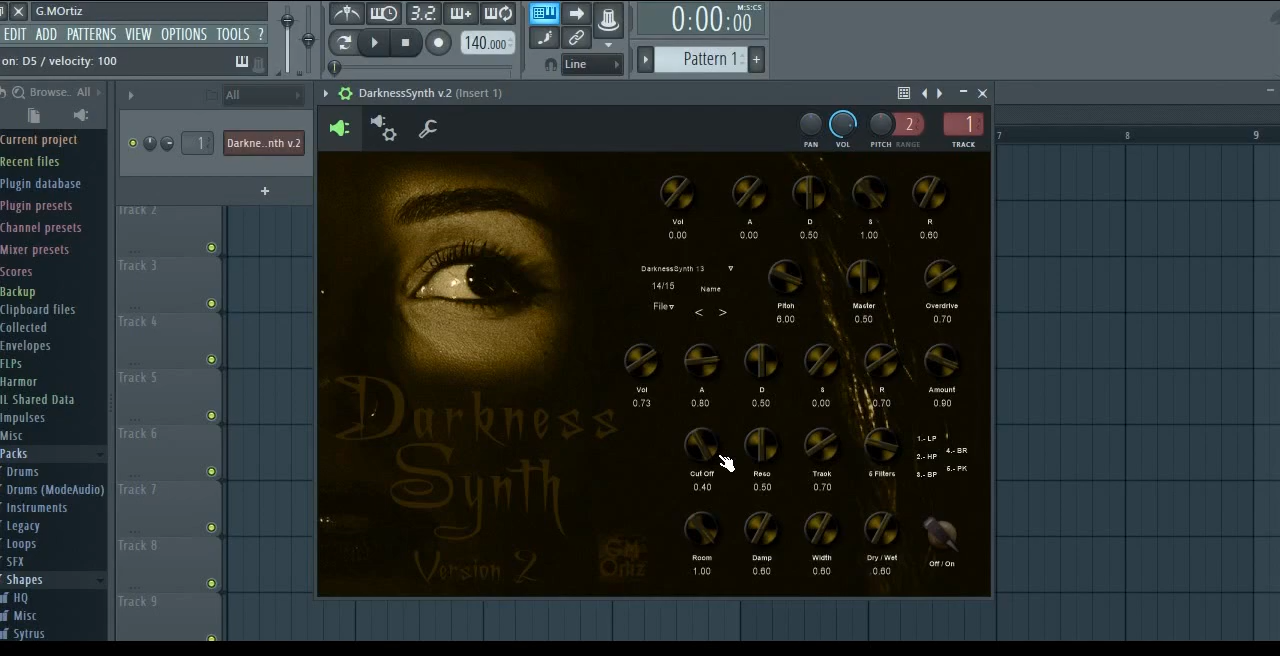 G.MOrtiz
EDIT ADD PATTERNS VIEW OPTIONS TOOLS ?
on: D5 / velocity: 100
3.2
140.000
Line
0:00:00
M:S:CS
Pattern 1
Browse.. All
All
Current project
Recent files
Plugin database
Plugin presets
Channel presets
Mixer presets
Scores
Backup
Clipboard files
Collected
Envelopes
FLPs
Harmor
IL Shared Data
Impulses
Misc
Packs
Drums
Drums (ModeAudio)
Instruments
Legacy
Loops
SFX
Shapes
HQ
Misc
Sytrus
1
Darkne..nth v.2
+
Track 2
Track 3
Track 4
Track 5
Track 6
Track 7
Track 8
Track 9
7 8 9
DarknessSynth v.2 (Insert 1)
2 1
PAN VOL PITCH RANGE TRACK
Vol A D S R
0.00 0.00 0.50 1.00 0.60
DarknessSynth 13
14/15 Name
File < >
Pitch Master Overdrive
6.00 0.50 0.70
Vol A D S R Amount
0.73 0.80 0.50 0.00 0.70 0.90
Cut Off Reso Track 5 Filters
0.40 0.50 0.70
1.- LP
2.- HP
3.- BP
4.- BR
5.- PK
Room Damp Width Dry / Wet Off / On
1.00 0.60 0.60 0.60
Darkness
Synth
Version 2
GM
Ortiz